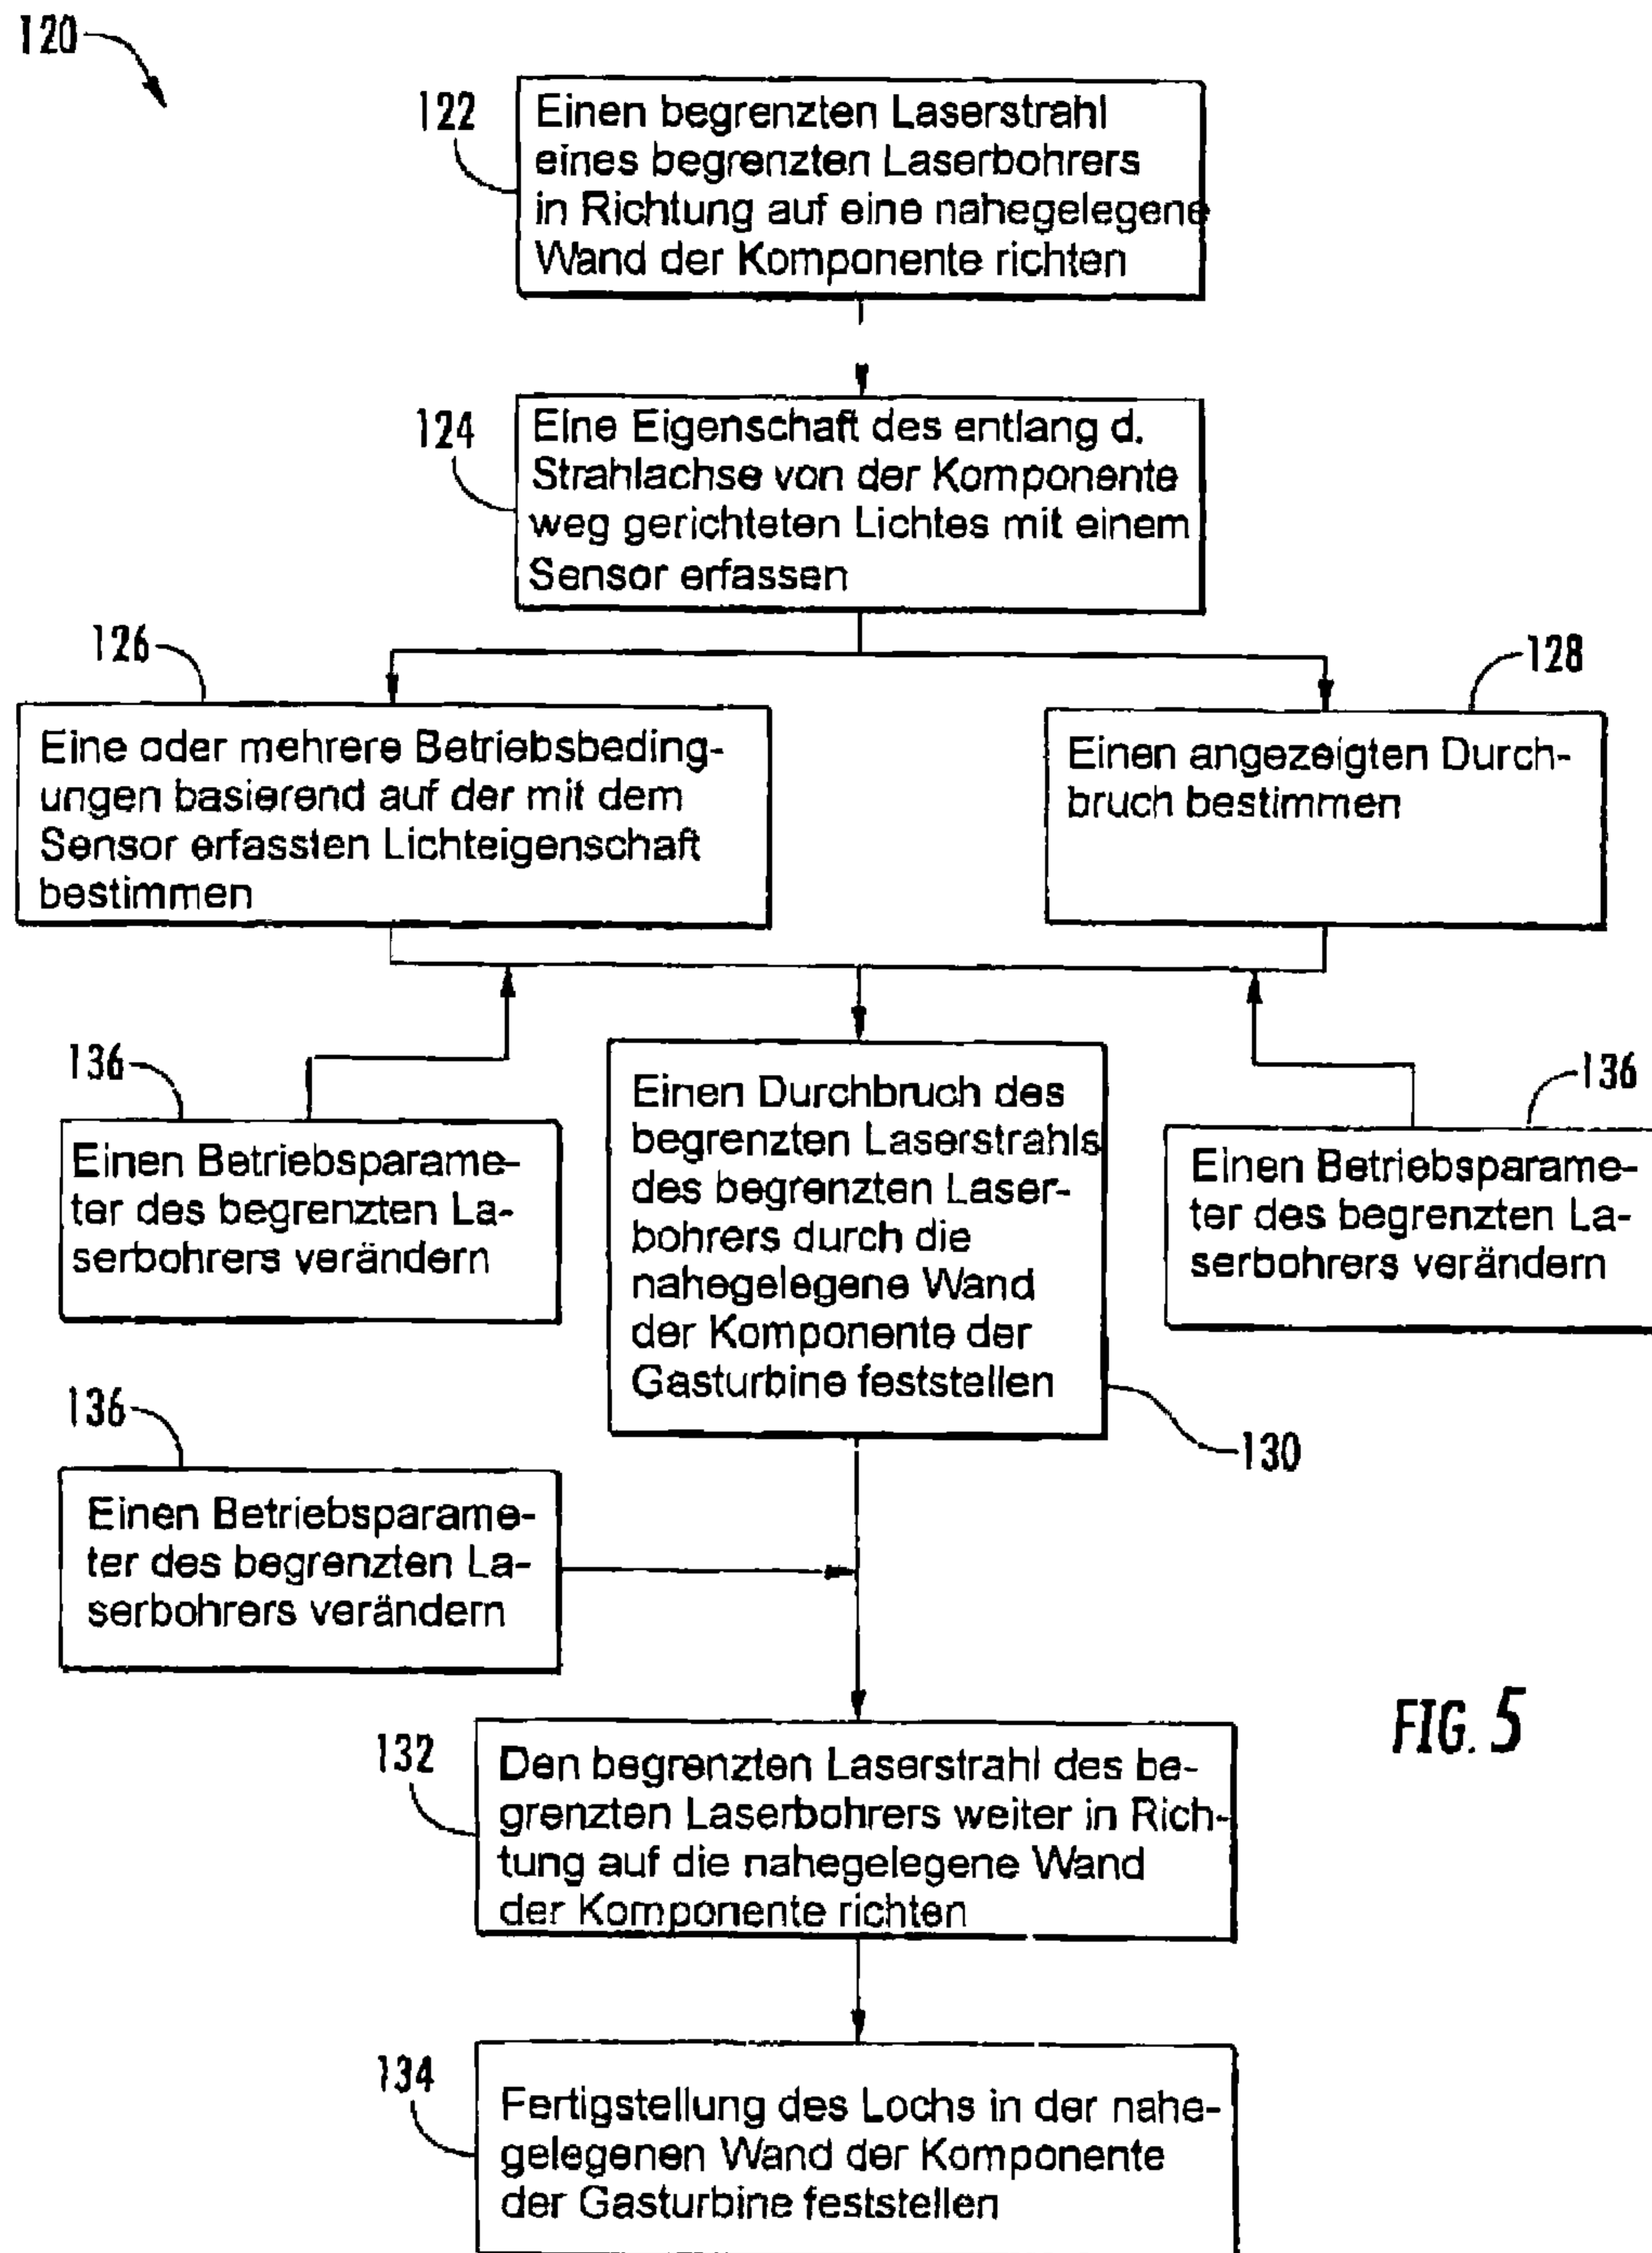 120
122
Einen begrenzten Laserstrahl
eines begrenzten Laserbohrers
in Richtung auf eine nahegelegene
Wand der Komponente richten
124
Eine Eigenschaft des entlang d.
Strahlachse von der Komponente
weg gerichteten Lichtes mit einem
Sensor erfassen
126
128
Eine oder mehrere Betriebsbeding-
ungen basierend auf der mit dem
Sensor erfassten Lichteigenschaft
bestimmen
Einen angezeigten Durch-
bruch bestimmen
136
Einen Betriebsparame-
ter des begrenzten La-
serbohrers verändern
Einen Durchbruch des
begrenzten Laserstrahls
des begrenzten Laser-
bohrers durch die
nahegelegene Wand
der Komponente der
Gasturbine feststellen
130
136
Einen Betriebsparame-
ter des begrenzten La-
serbohrers verändern
136
Einen Betriebsparame-
ter des begrenzten La-
serbohrers verändern
132
Den begrenzten Laserstrahl des be-
grenzten Laserbohrers weiter in Rich-
tung auf die nahegelegene Wand
der Komponente richten
FIG. 5
134
Fertigstellung des Lochs in der nahe-
gelegenen Wand der Komponente
der Gasturbine feststellen